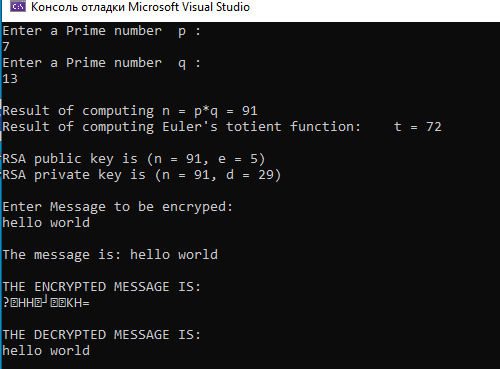 Консоль отладки Microsoft Visual Studio
Enter a Prime number  p :
7
Enter a Prime number  q :
13
Result of computing n = p*q = 91
Result of computing Euler's totient function:    t = 72
RSA public key is (n = 91, e = 5)
RSA private key is (n = 91, d = 29)
Enter Message to be encryped:
hello world
The message is: hello world
THE ENCRYPTED MESSAGE IS:
?⍰HH⍰┘⍰⍰KH=
THE DECRYPTED MESSAGE IS:
hello world